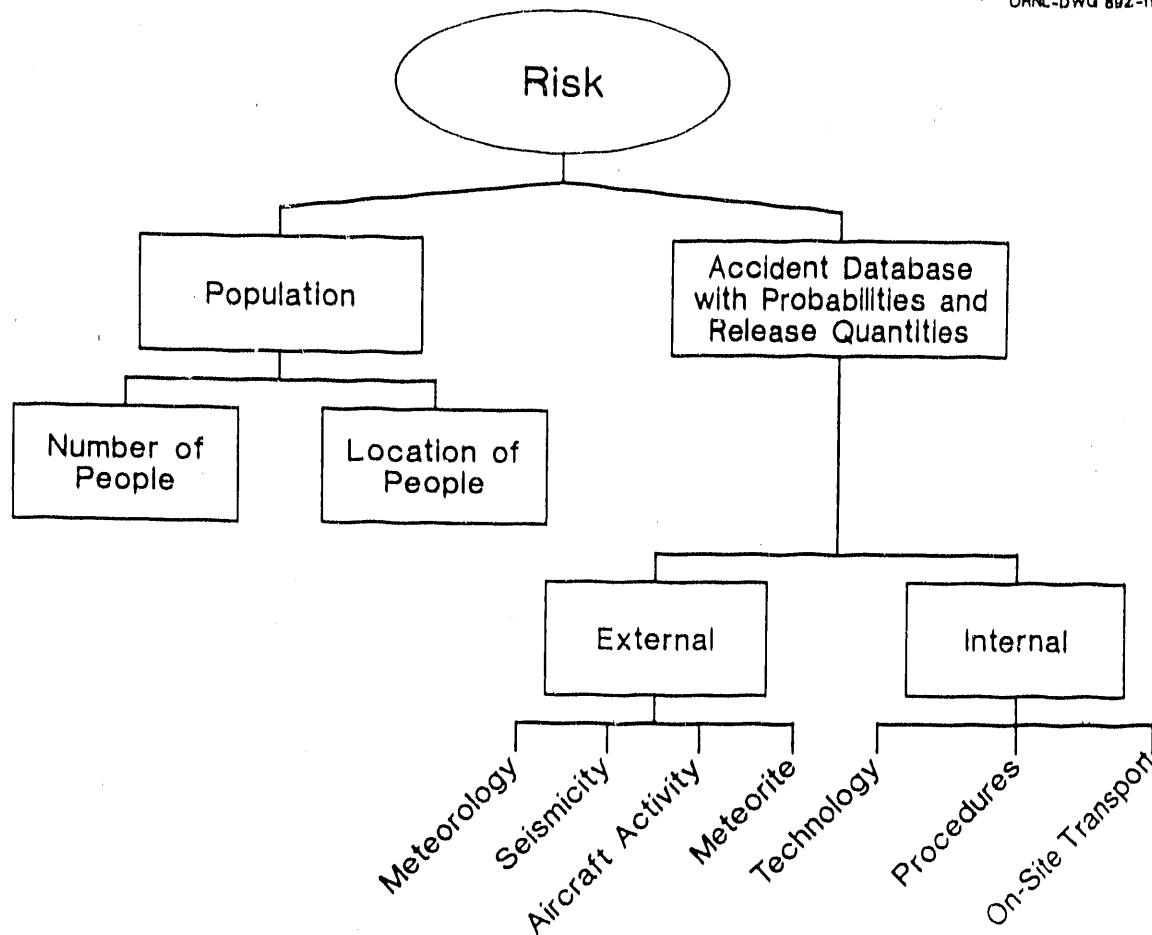 Risk
Population
Accident Database
with Probabilities and
Release Quantities
Number of
People
Location of
People
External
Internal
Meteorology
Seismicity
Aircraft Activity
Meteorite
Technology
Procedures
On-Site Transport